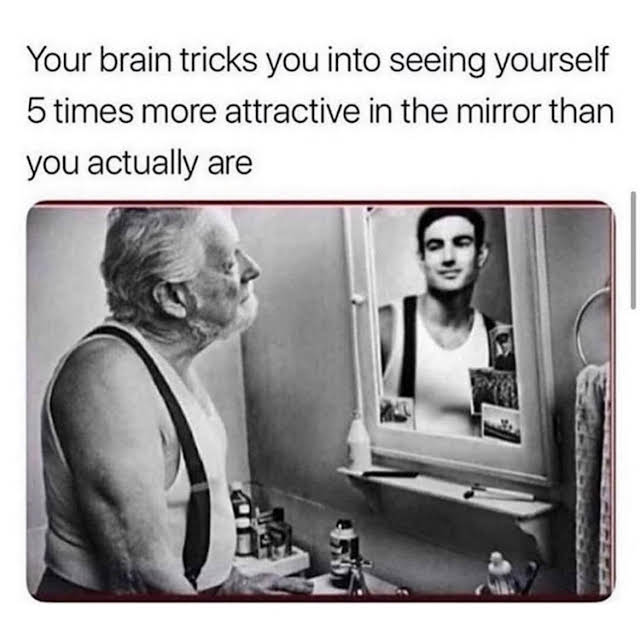 Your brain tricks you into seeing yourself
5 times more attractive in the mirror than
you actually are